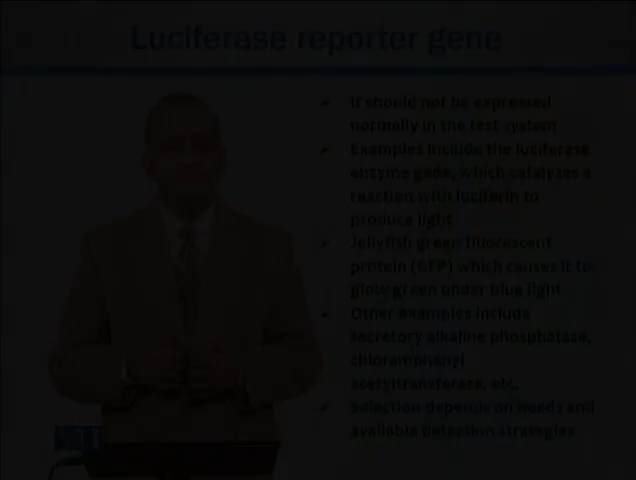 Luciferase reporter gene
It should not be expressed
normally in the test system
Examples include the luciferase
enzyme gene, which catalyzes a
reaction with luciferin to
produce light
Jellyfish green fluorescent
protein (GFP) which causes it to
glow green under blue light
Other examples include
secretory alkaline phosphatase,
chloramphenyl
acetyltransferase, etc.
Selection depends on needs and
available detection strategies